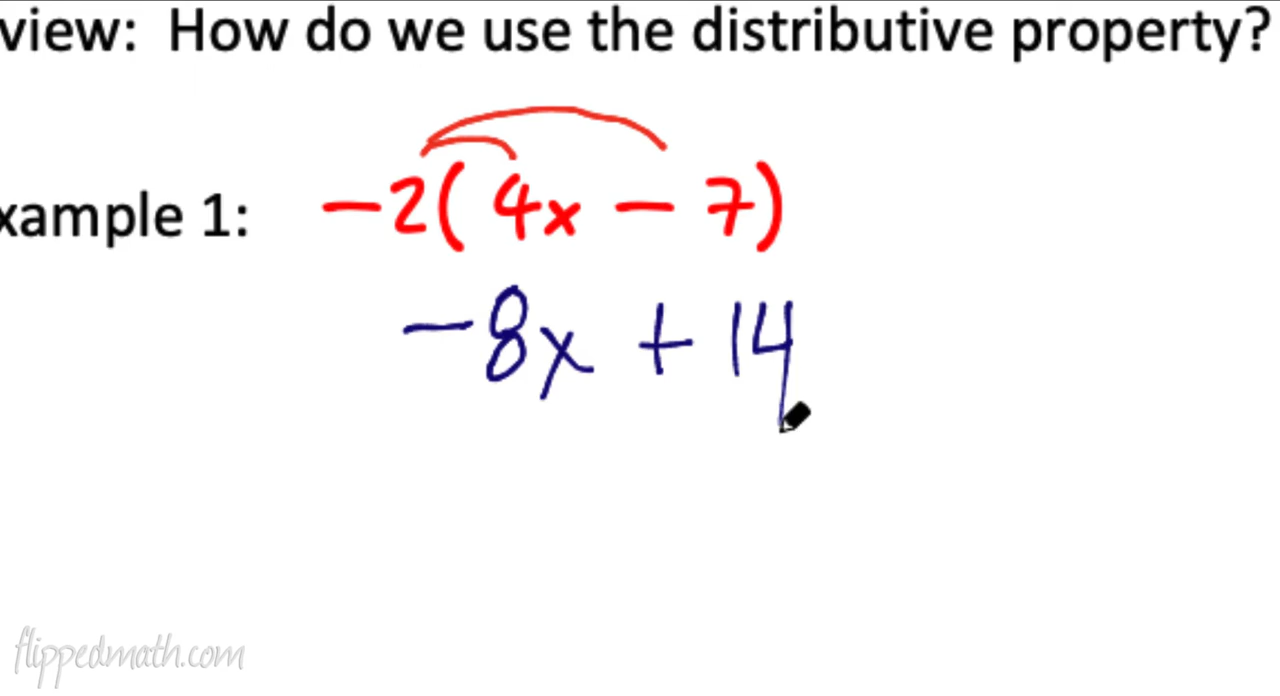 view: How do we use the distributive property?
xample 1: −2(4x − 7)
−8x + 14
flippedmath.com